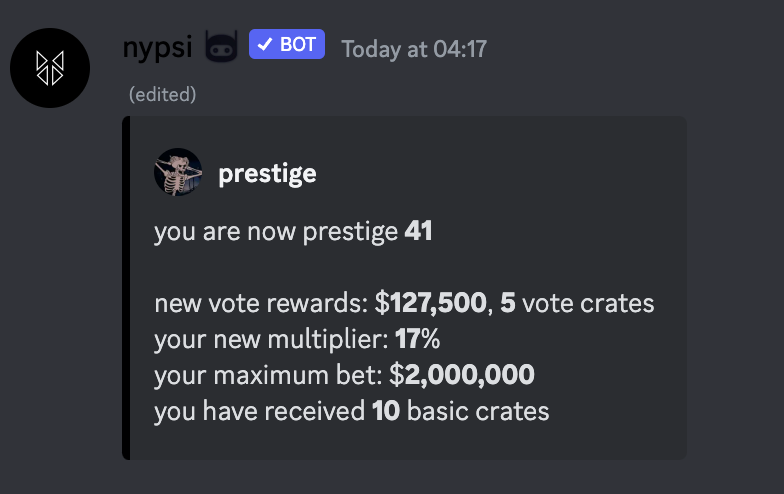 nypsi ✓ BOT Today at 04:17
(edited)
prestige
you are now prestige 41
new vote rewards: $127,500, 5 vote crates
your new multiplier: 17%
your maximum bet: $2,000,000
you have received 10 basic crates